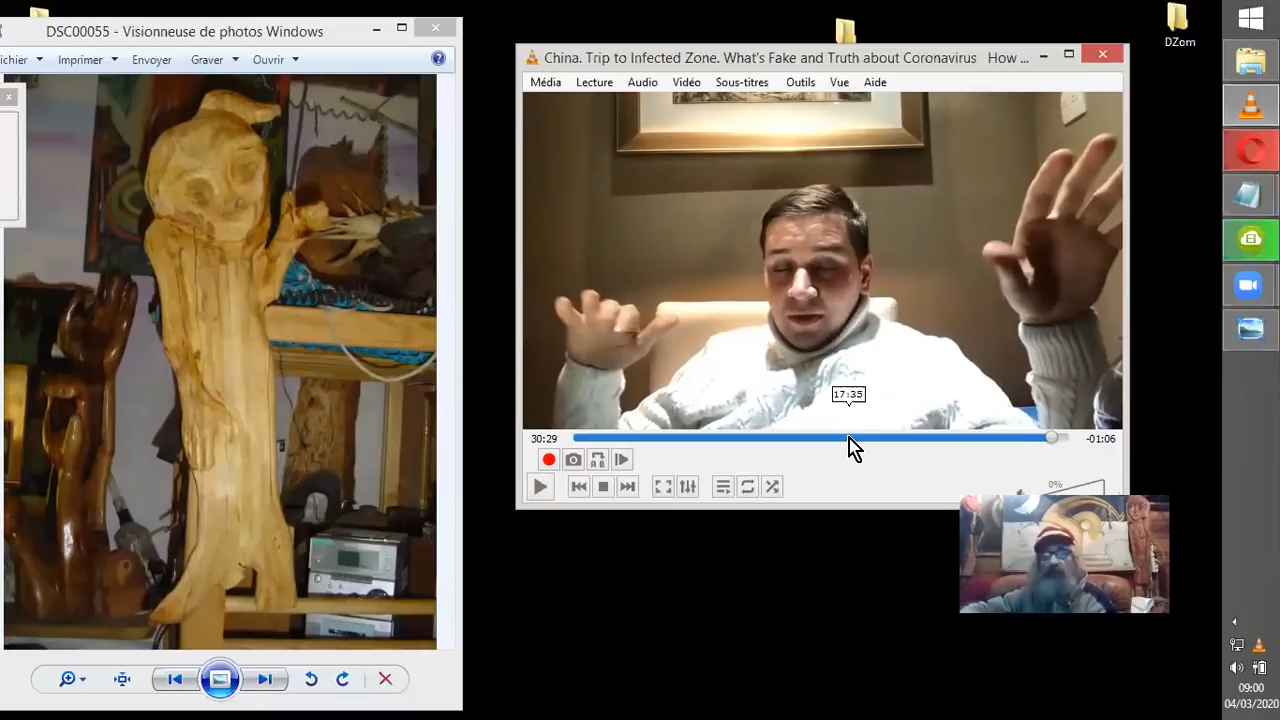 DSC00055 - Visionneuse de photos Windows
ichier Imprimer Envoyer Graver Ouvrir
China. Trip to Infected Zone. What's Fake and Truth about Coronavirus How ...
Média Lecture Audio Vidéo Sous-titres Outils Vue Aide
17:35
30:29
-01:06
A B
0%
DZom
09:00
04/03/2020